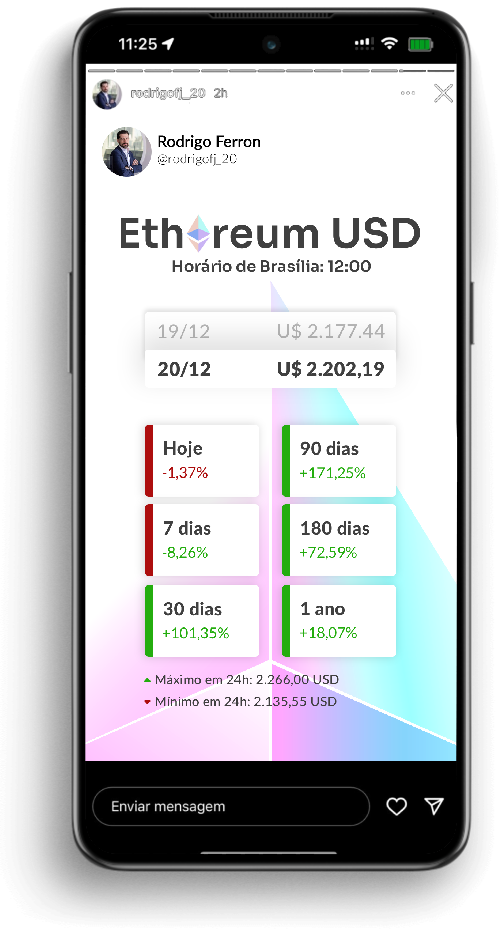 11:25
rodrigofj_20 2h
Rodrigo Ferron
@rodrigofj_20
Ethereum USD
Horário de Brasília: 12:00
19/12 U$ 2.177.44
20/12 U$ 2.202,19
Hoje
-1,37%
90 dias
+171,25%
7 dias
-8,26%
180 dias
+72,59%
30 dias
+101,35%
1 ano
+18,07%
Máximo em 24h: 2.266,00 USD
Mínimo em 24h: 2.135,55 USD
Enviar mensagem